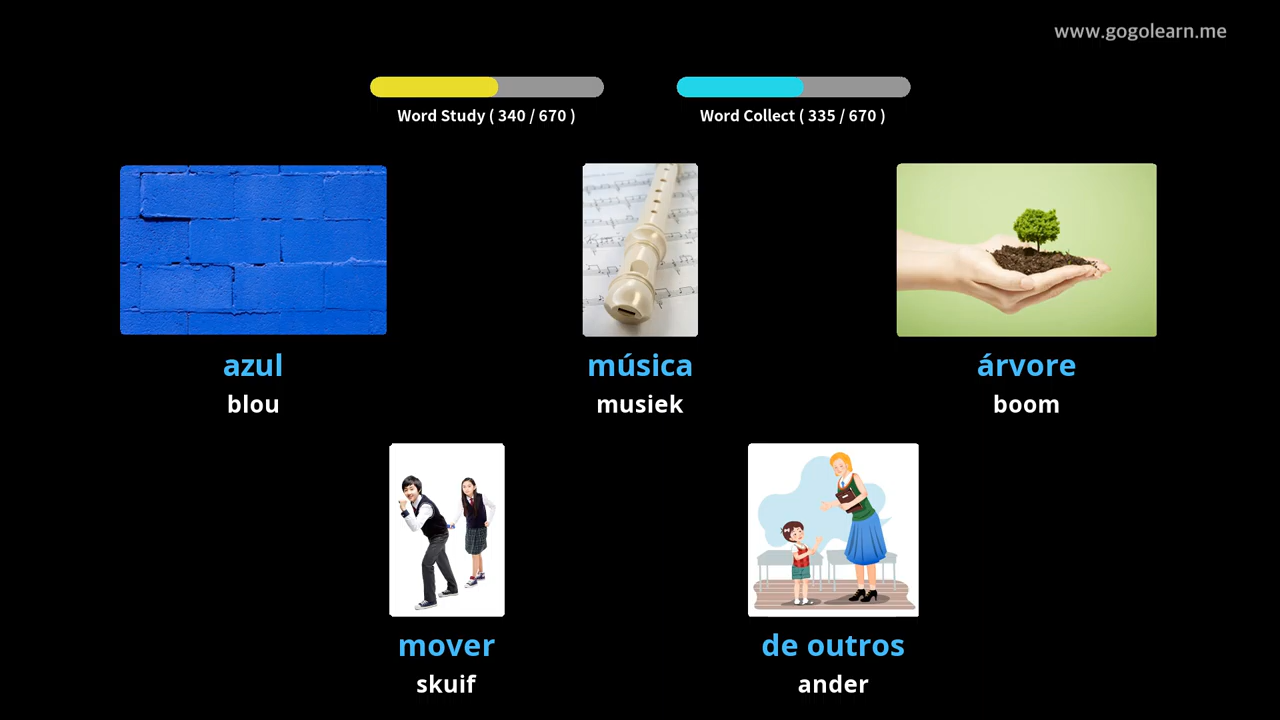 www.gogolearn.me
Word Study ( 340 / 670 )
Word Collect ( 335 / 670 )
azul
blou
música
musiek
árvore
boom
mover
skuif
de outros
ander